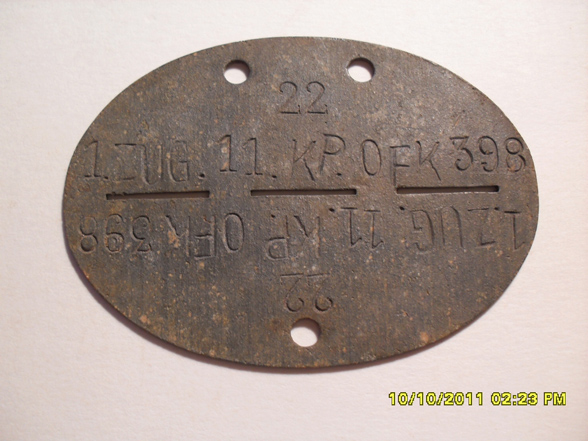 22
1.ZUG. 11. KP. OFK 398
1.ZUG. 11. KP. OFK 398
22
10/10/2011 02:23 PM